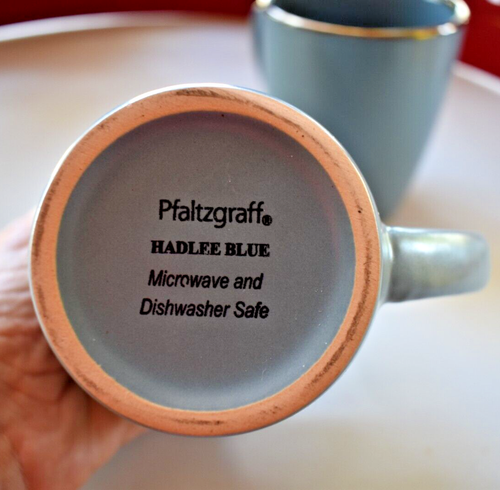 Pfaltzgraff®
HADLEE BLUE
Microwave and
Dishwasher Safe